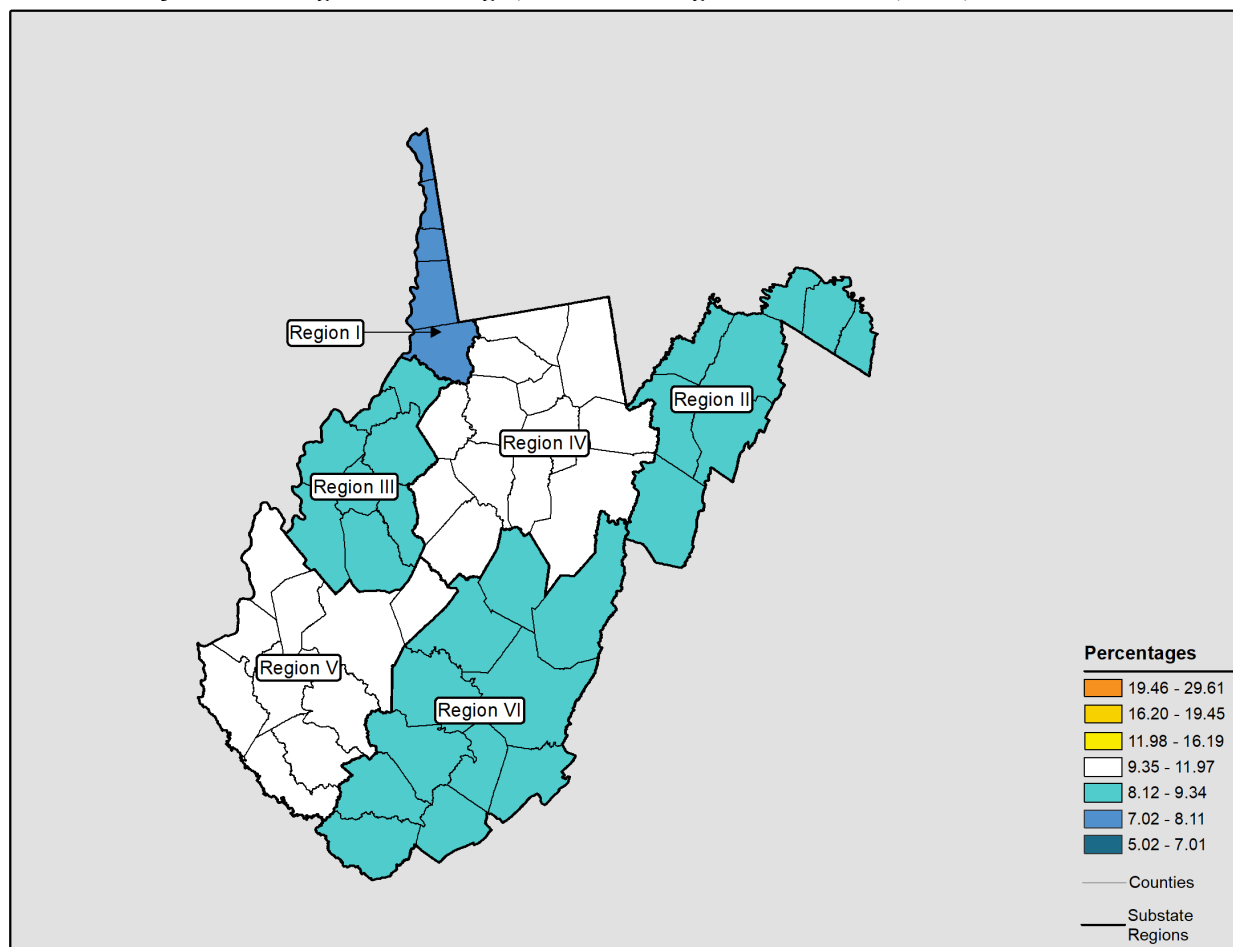 Region I
Region II
Region IV
Region III
Region V
Region VI
Percentages
19.46 - 29.61
16.20 - 19.45
11.98 - 16.19
9.35 - 11.97
8.12 - 9.34
7.02 - 8.11
5.02 - 7.01
Counties
Substate
Regions